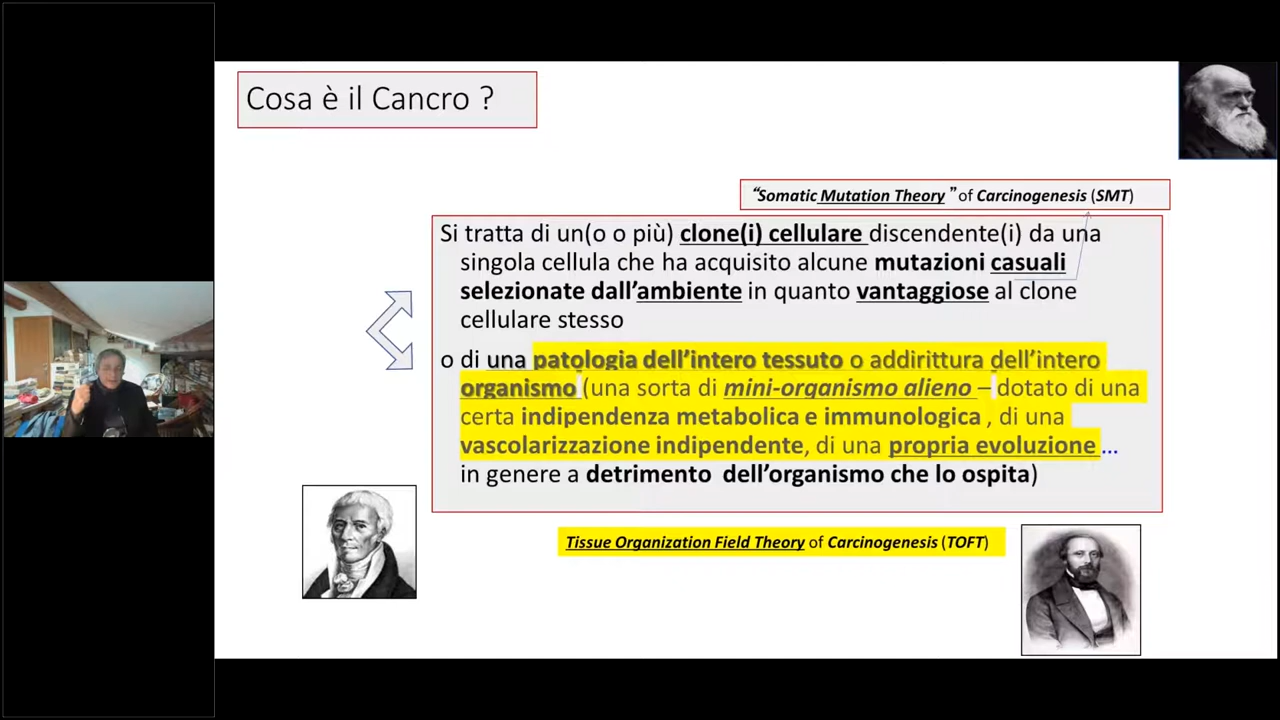 Cosa è il Cancro ?
“Somatic Mutation Theory ” of Carcinogenesis (SMT)
Si tratta di un(o o più) clone(i) cellulare discendente(i) da una
singola cellula che ha acquisito alcune mutazioni casuali
selezionate dall’ambiente in quanto vantaggiose al clone
cellulare stesso
o di una patologia dell’intero tessuto o addirittura dell’intero
organismo (una sorta di mini-organismo alieno – dotato di una
certa indipendenza metabolica e immunologica , di una
vascolarizzazione indipendente, di una propria evoluzione ...
in genere a detrimento dell’organismo che lo ospita)
Tissue Organization Field Theory of Carcinogenesis (TOFT)